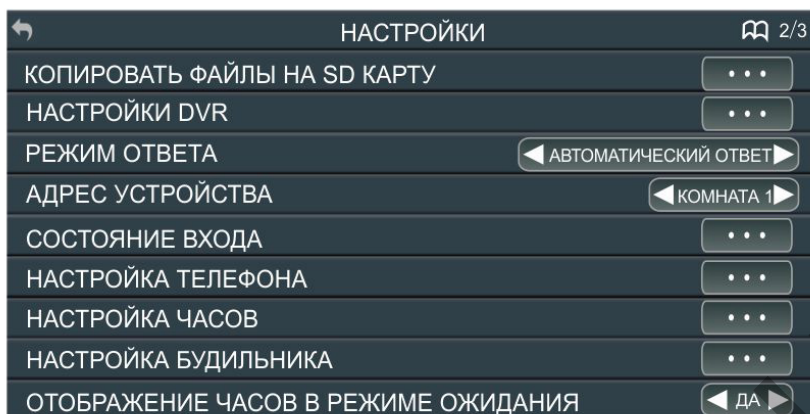 НАСТРОЙКИ 2/3
КОПИРОВАТЬ ФАЙЛЫ НА SD КАРТУ
НАСТРОЙКИ DVR
РЕЖИМ ОТВЕТА АВТОМАТИЧЕСКИЙ ОТВЕТ
АДРЕС УСТРОЙСТВА КОМНАТА 1
СОСТОЯНИЕ ВХОДА
НАСТРОЙКА ТЕЛЕФОНА
НАСТРОЙКА ЧАСОВ
НАСТРОЙКА БУДИЛЬНИКА
ОТОБРАЖЕНИЕ ЧАСОВ В РЕЖИМЕ ОЖИДАНИЯ ДА